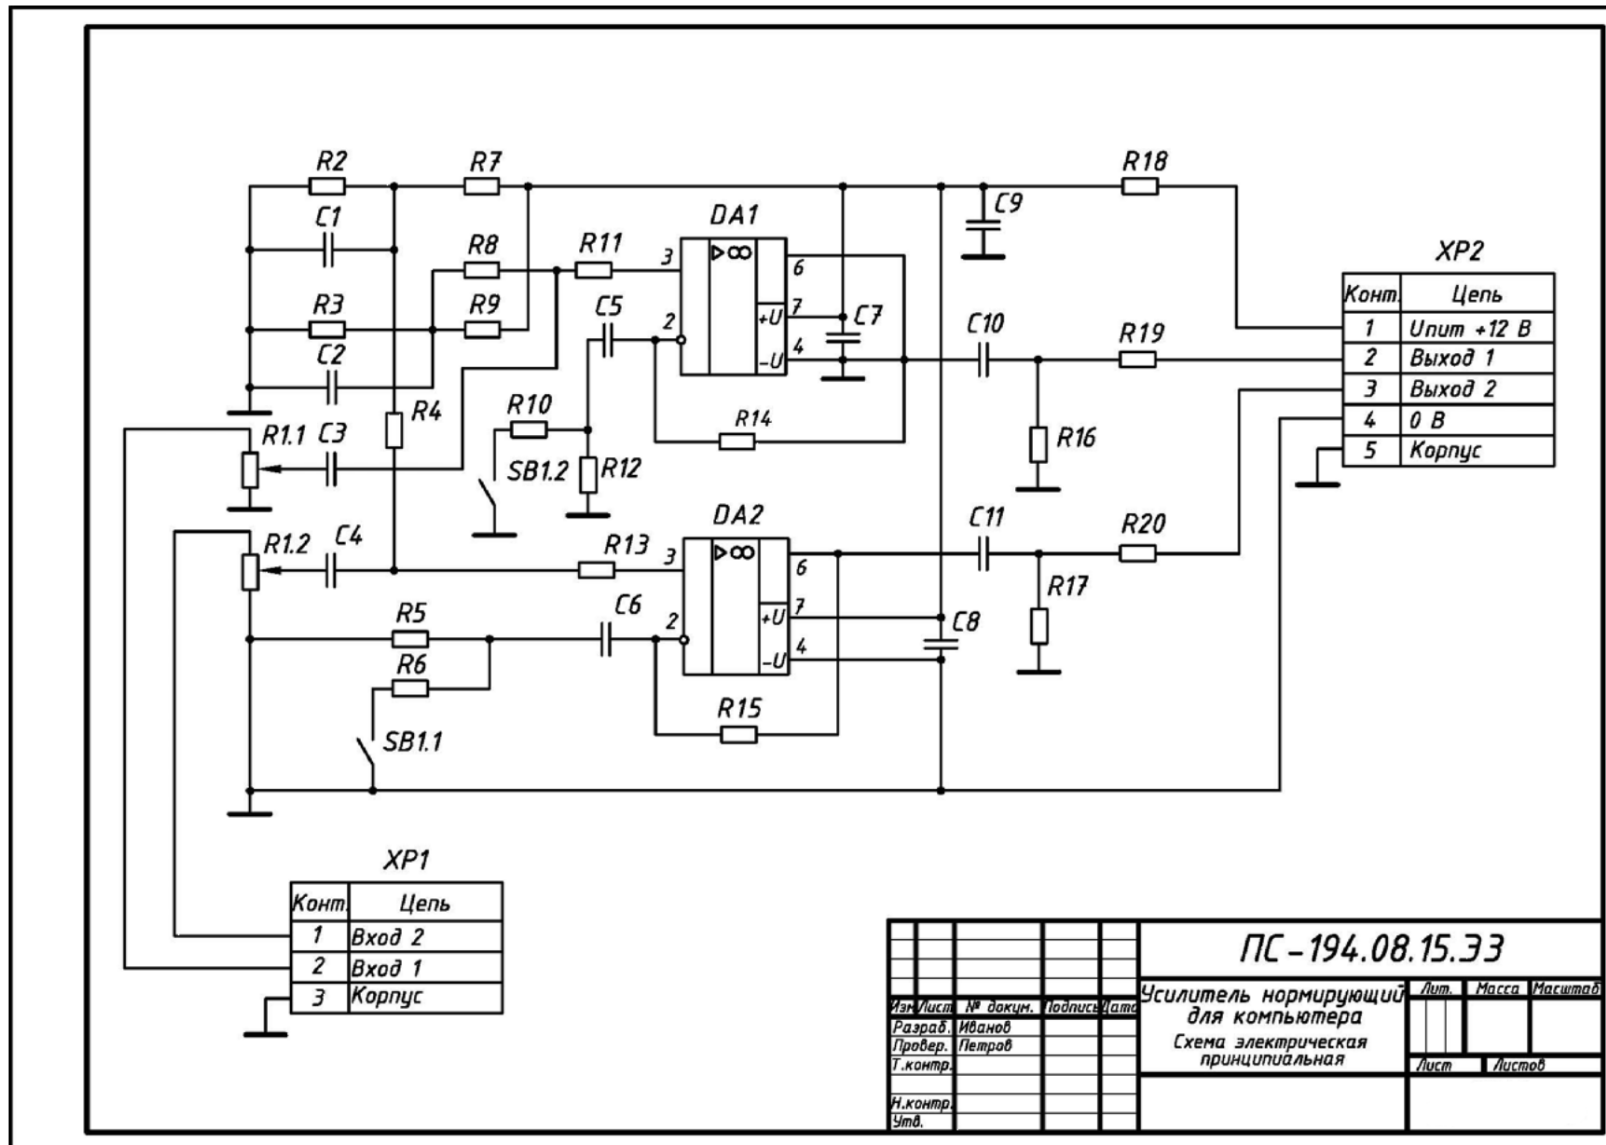 R2
R7
R18
C1
DA1
C9
R8
R11
3
▷∞
6
XP2
R3
R9
C5
+U
7
C7
C10
R19
Конт.
Цепь
1
Uпит +12 В
2
Выход 1
3
Выход 2
4
0 В
5
Корпус
2
4
-U
C2
R4
R10
R14
R1.1
C3
SB1.2
R12
R16
DA2
C11
R20
R1.2
C4
R13
3
▷∞
6
R17
R5
C6
2
+U
7
C8
4
-U
R6
R15
SB1.1
XP1
Конт.
Цепь
1
Вход 2
2
Вход 1
3
Корпус
ПС-194.08.15.ЭЗ
Изм Лист № докум. Подпись Дата
Разраб. Иванов
Провер. Петров
Т.контр.
Н.контр.
Утв.
Усилитель нормирующий
для компьютера
Схема электрическая
принципиальная
Лит. Масса Масштаб
Лист Листов